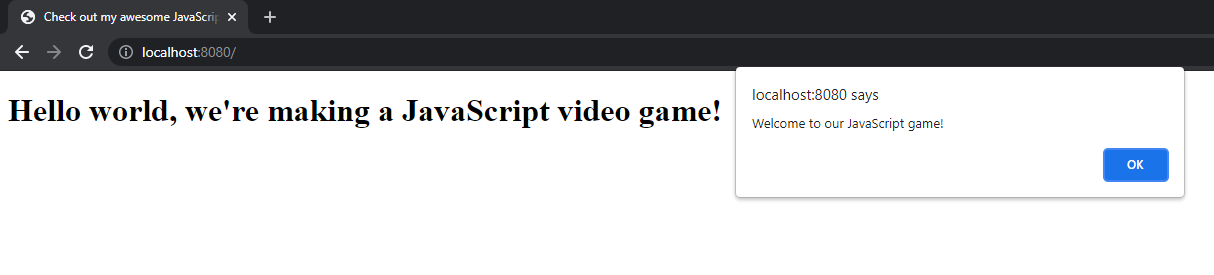 Check out my awesome JavaScrip
localhost:8080/
Hello world, we're making a JavaScript video game!
localhost:8080 says
Welcome to our JavaScript game!
OK